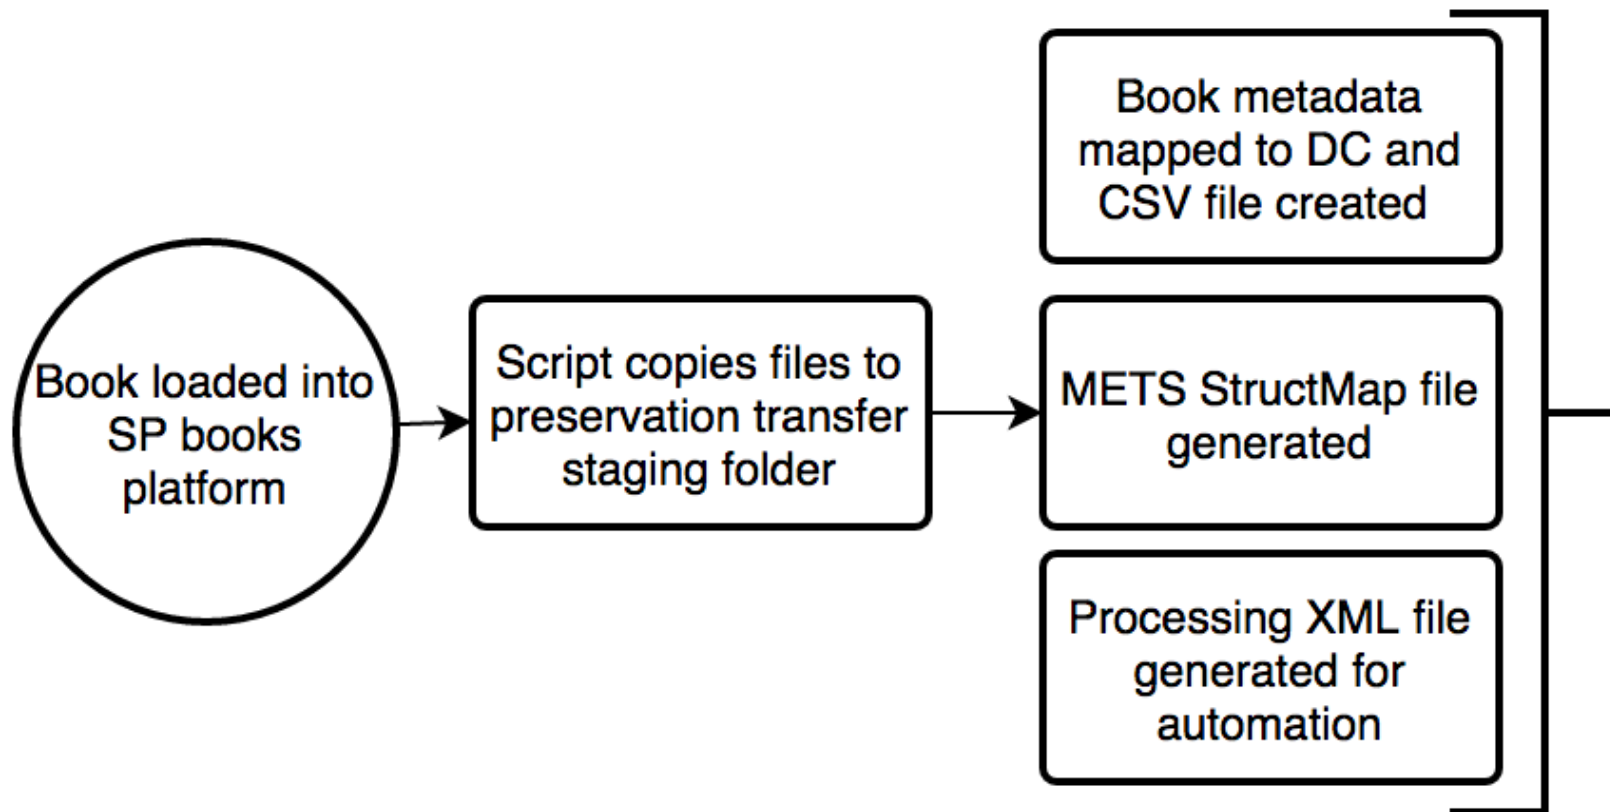 Book loaded into
SP books
platform
Script copies files to
preservation transfer
staging folder
Book metadata
mapped to DC and
CSV file created
METS StructMap file
generated
Processing XML file
generated for
automation